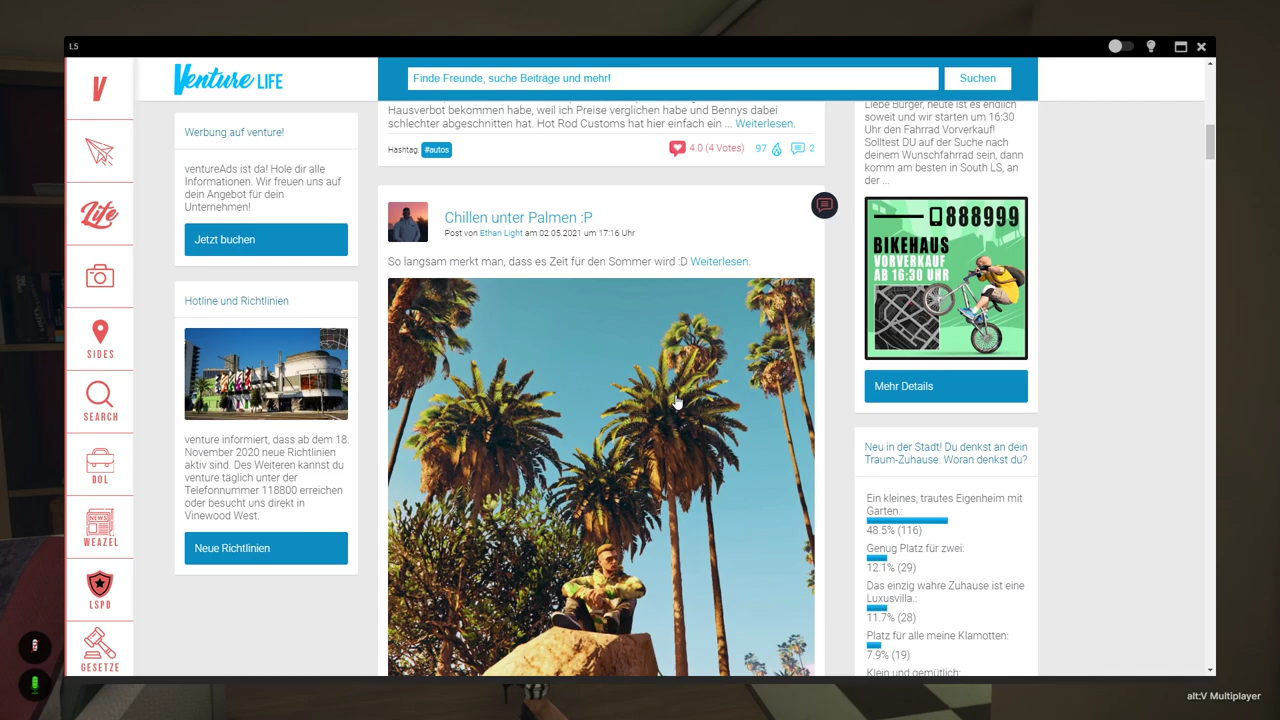 L5
V
Venture LIFE
Finde Freunde, suche Beiträge und mehr!
Suchen
Life
SIDES
SEARCH
DOL
NEWS
WEAZEL
LSPD
GESETZE
Werbung auf venture!
ventureAds ist da! Hole dir alle
Informationen. Wir freuen uns auf
dein Angebot für dein
Unternehmen!
Jetzt buchen
Hotline und Richtlinien
venture informiert, dass ab dem 18.
November 2020 neue Richtlinien
aktiv sind. Des Weiteren kannst du
venture täglich unter der
Telefonnummer 118800 erreichen
oder besucht uns direkt in
Vinewood West.
Neue Richtlinien
Hausverbot bekommen habe, weil ich Preise verglichen habe und Bennys dabei
schlechter abgeschnitten hat. Hot Rod Customs hat hier einfach ein ... Weiterlesen.
Hashtag: #autos
4.0 (4 Votes) 97 2
Chillen unter Palmen :P
Post von Ethan Light am 02.05.2021 um 17:16 Uhr
So langsam merkt man, dass es Zeit für den Sommer wird :D Weiterlesen.
Liebe Bürger, heute ist es endlich
soweit und wir starten um 16:30
Uhr den Fahrrad Vorverkauf!
Solltest DU auf der Suche nach
deinem Wunschfahrrad sein, dann
komm am besten in South LS, an
der ...
888999
BIKEHAUS
VORVERKAUF
AB 16:30 UHR
Mehr Details
Neu in der Stadt! Du denkst an dein
Traum-Zuhause. Woran denkst du?
Ein kleines, trautes Eigenheim mit
Garten.:
48.5% (116)
Genug Platz für zwei:
12.1% (29)
Das einzig wahre Zuhause ist eine
Luxusvilla.:
11.7% (28)
Platz für alle meine Klamotten:
7.9% (19)
Klein und gemütlich:
alt:V Multiplayer